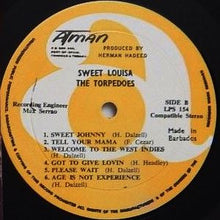 Atman
PRODUCED BY
HERMAN HADEED
SWEET LOUISA
THE TORPEDOES
Recording Engineer
Max Serrao
SIDE B
LPS 154
Compatible Stereo
Made in
Barbados
1. SWEET JOHNNY (H. Dalzell)
2. TELL YOUR MAMA (F. Cezar)
3. WELCOME TO THE WEST INDIES
(H. Dalzell)
4. GOT TO GIVE LOVIN (H. Headley)
5. PLEASE WAIT (H. Dalzell)
6. AGE IS NOT EXPERIENCE
(H. Dalzell)